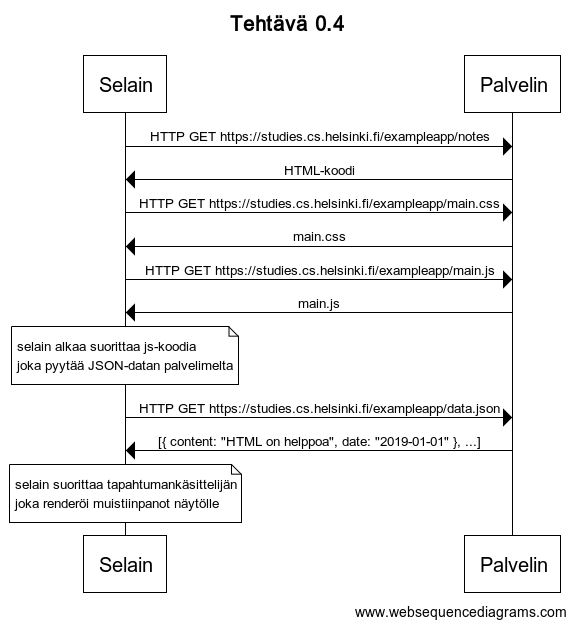 Tehtävä 0.4
Selain
Palvelin
HTTP GET https://studies.cs.helsinki.fi/exampleapp/notes
HTML-koodi
HTTP GET https://studies.cs.helsinki.fi/exampleapp/main.css
main.css
HTTP GET https://studies.cs.helsinki.fi/exampleapp/main.js
main.js
selain alkaa suorittaa js-koodia
joka pyytää JSON-datan palvelimelta
HTTP GET https://studies.cs.helsinki.fi/exampleapp/data.json
[{ content: "HTML on helppoa", date: "2019-01-01" }, ...]
selain suorittaa tapahtumankäsittelijän
joka renderöi muistiinpanot näytölle
Selain
Palvelin
www.websequencediagrams.com